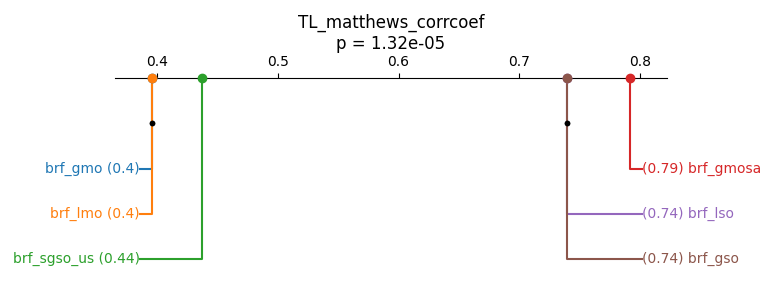 TL_matthews_corrcoef
p = 1.32e-05
0.4 0.5 0.6 0.7 0.8
brf_gmo (0.4) (0.79) brf_gmosa
brf_lmo (0.4) (0.74) brf_lso
brf_sgso_us (0.44) (0.74) brf_gso